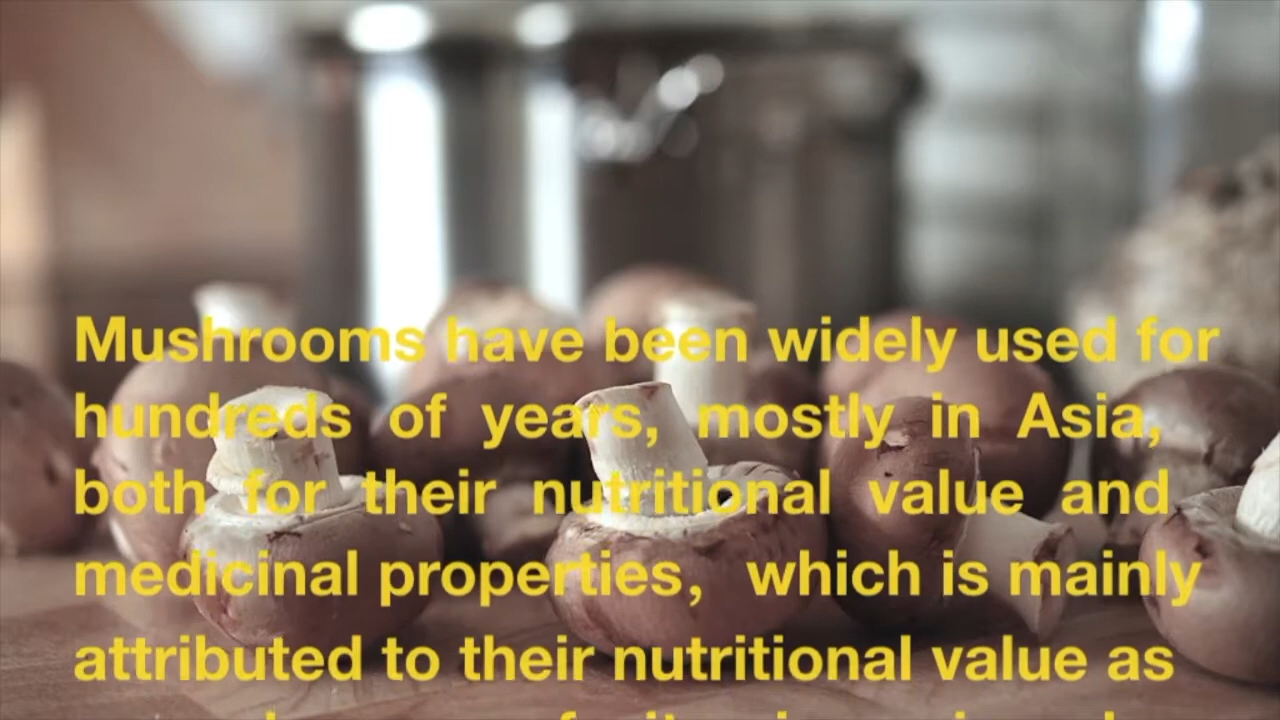 Mushrooms have been widely used for
hundreds of years, mostly in Asia,
both for their nutritional value and
medicinal properties, which is mainly
attributed to their nutritional value as